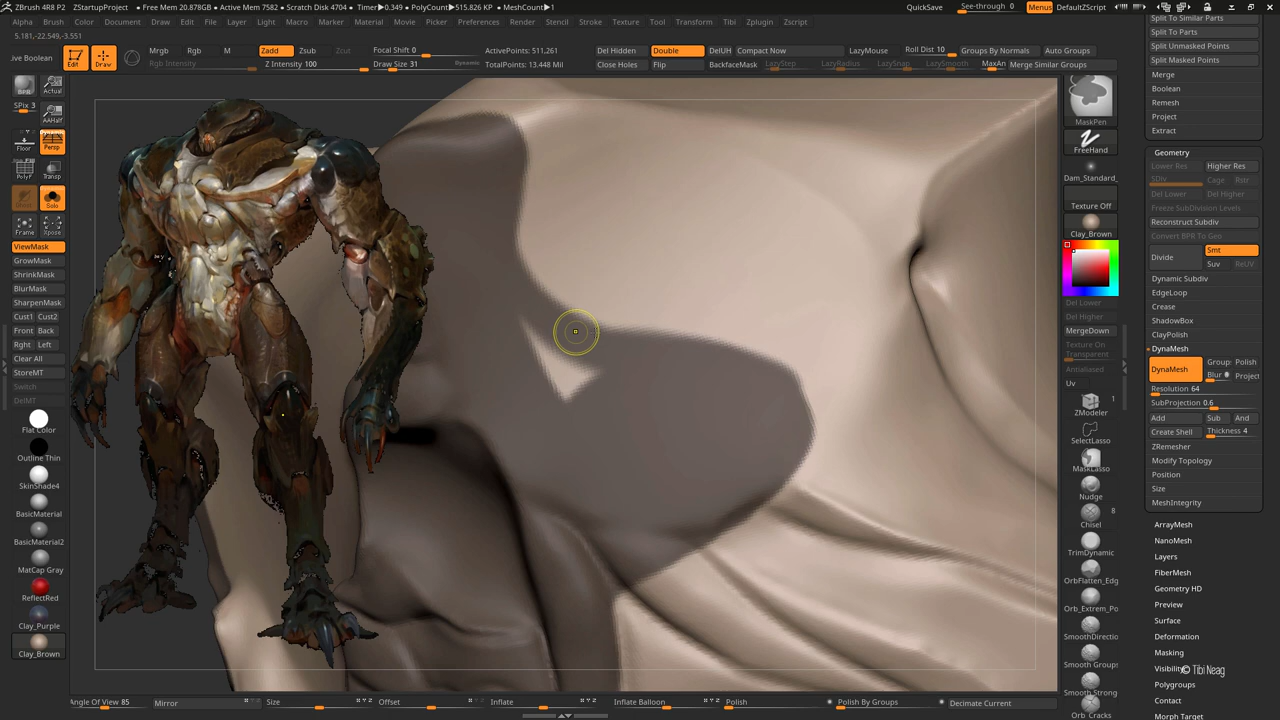 ZBrush 4R8 P2 ZStartupProject • Free Mem 20.878GB • Active Mem 7582 • Scratch Disk 4704 • Timer▸0.349 • PolyCount▸515.826 KP • MeshCount▸1 QuickSave See-through 0 Menus DefaultZScript
Alpha Brush Color Document Draw Edit File Layer Light Macro Marker Material Movie Picker Preferences Render Stencil Stroke Texture Tool Transform Tibi Zplugin Zscript
5.181,-22.549,-3.551
Live Boolean Edit Draw Mrgb Rgb M Zadd Zsub Zcut Focal Shift 0 ActivePoints: 511,261 Del Hidden Double DelUH Compact Now LazyMouse Roll Dist 10 Groups By Normals Auto Groups
Rgb Intensity Z Intensity 100 Draw Size 31 Dynamic TotalPoints: 13.448 Mil Close Holes Flip BackfaceMask LazyStep LazyRadius LazySnap LazySmooth MaxAn Merge Similar Groups
BPR Actual
SPix 3 AAHalf
Floor Persp
PolyF Transp
Ghost Solo
Frame Xpose
ViewMask
GrowMask
ShrinkMask
BlurMask
SharpenMask
Cust1 Cust2
Front Back
Rght Left
Clear All
StoreMT
Switch
DelMT
Flat Color
Outline Thin
SkinShade4
BasicMaterial
BasicMaterial2
MatCap Gray
ReflectRed
Clay_Purple
Clay_Brown
MaskPen
FreeHand
Dam_Standard_
Texture Off
Clay_Brown
Del Lower
Del Higher
MergeDown
Texture On
Transparent
Antialiased
Uv
1
ZModeler
SelectLasso
MaskLasso
Nudge
8
Chisel
TrimDynamic
OrbFlatten_Edg
Orb_Extrem_Po
SmoothDirectio
Smooth Groups
Smooth_Strong
Orb_Cracks
Split To Similar Parts
Split To Parts
Split Unmasked Points
Split Masked Points
Merge
Boolean
Remesh
Project
Extract
Geometry
Lower Res Higher Res
SDiv Cage Rstr
Del Lower Del Higher
Freeze SubDivision Levels
Reconstruct Subdiv
Convert BPR To Geo
Divide Smt
Suv ReUV
Dynamic Subdiv
EdgeLoop
Crease
ShadowBox
ClayPolish
DynaMesh
DynaMesh Group: Polish
Blur Project
Resolution 64
SubProjection 0.6
Add Sub And
Create Shell Thickness 4
ZRemesher
Modify Topology
Position
Size
MeshIntegrity
ArrayMesh
NanoMesh
Layers
FiberMesh
Geometry HD
Preview
Surface
Deformation
Masking
Visibility
© Tibi Neag
Polygroups
Contact
Morph Target
Angle Of View 85 Mirror Size Offset Inflate Inflate Balloon Polish Polish By Groups Decimate Current